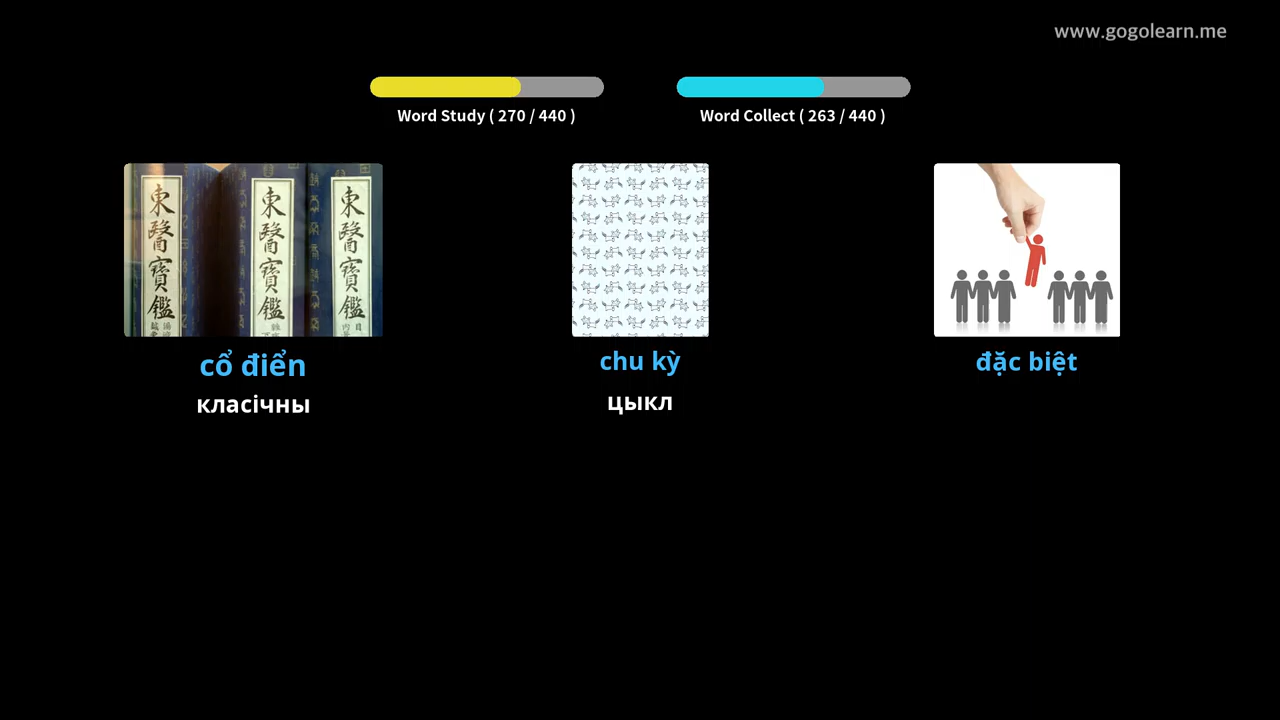 www.gogolearn.me
Word Study ( 270 / 440 )
Word Collect ( 263 / 440 )
東醫寶鑑
東醫寶鑑
東醫寶鑑
cổ điển
chu kỳ
đặc biệt
класічны
цыкл